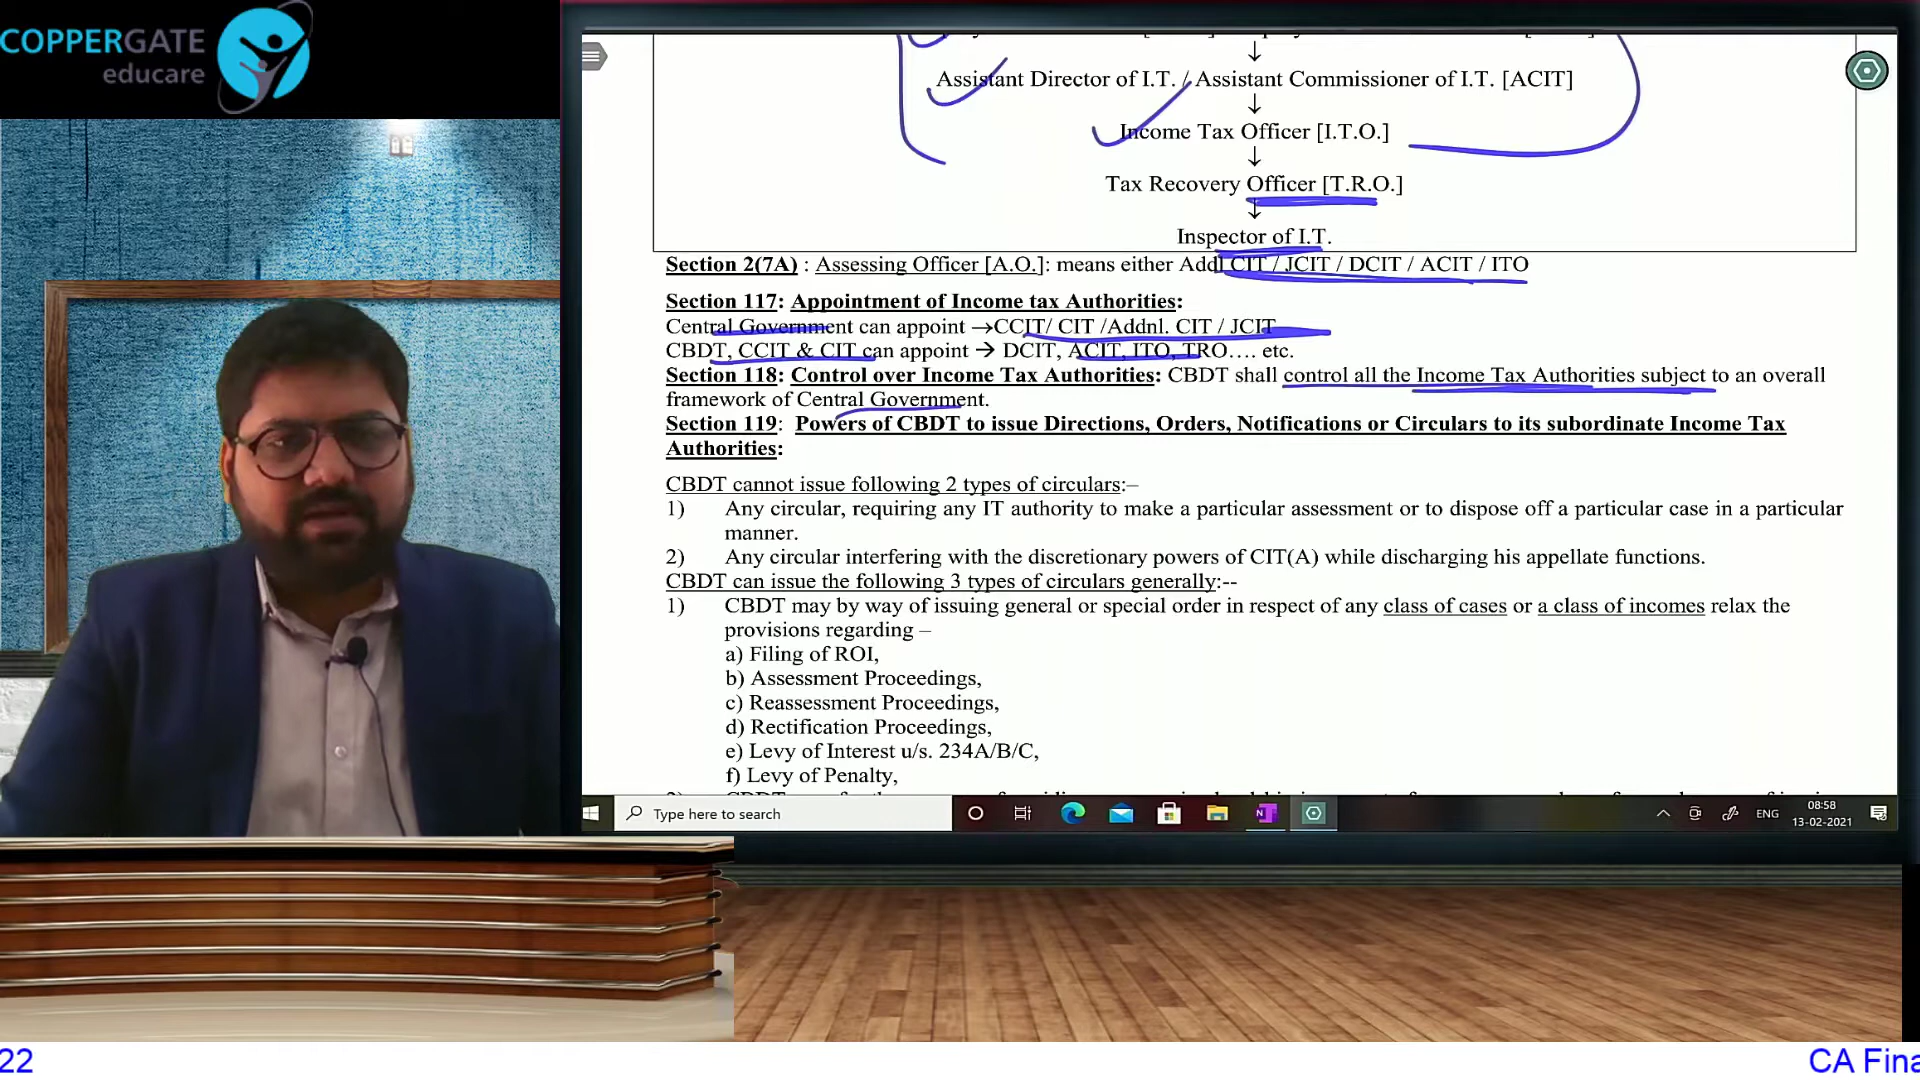 COPPERGATE
educare
Assistant Director of I.T. / Assistant Commissioner of I.T. [ACIT]
↓
Income Tax Officer [I.T.O.]
↓
Tax Recovery Officer [T.R.O.]
↓
Inspector of I.T.
Section 2(7A) : Assessing Officer [A.O.]: means either Addl CIT / JCIT / DCIT / ACIT / ITO
Section 117: Appointment of Income tax Authorities:
Central Government can appoint →CCIT/ CIT /Addnl. CIT / JCIT
CBDT, CCIT & CIT can appoint → DCIT, ACIT, ITO, TRO…. etc.
Section 118: Control over Income Tax Authorities: CBDT shall control all the Income Tax Authorities subject to an overall
framework of Central Government.
Section 119: Powers of CBDT to issue Directions, Orders, Notifications or Circulars to its subordinate Income Tax
Authorities:
CBDT cannot issue following 2 types of circulars:–
1) Any circular, requiring any IT authority to make a particular assessment or to dispose off a particular case in a particular
manner.
2) Any circular interfering with the discretionary powers of CIT(A) while discharging his appellate functions.
CBDT can issue the following 3 types of circulars generally:--
1) CBDT may by way of issuing general or special order in respect of any class of cases or a class of incomes relax the
provisions regarding –
a) Filing of ROI,
b) Assessment Proceedings,
c) Reassessment Proceedings,
d) Rectification Proceedings,
e) Levy of Interest u/s. 234A/B/C,
f) Levy of Penalty,
Type here to search
ENG
08:58
13-02-2021
22
CA Fina